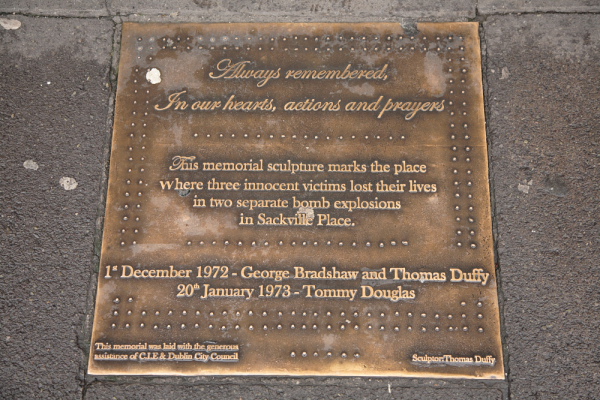 Always remembered,
In our hearts, actions and prayers
This memorial sculpture marks the place
where three innocent victims lost their lives
in two separate bomb explosions
in Sackville Place.
1st December 1972 - George Bradshaw and Thomas Duffy
20th January 1973 - Tommy Douglas
This memorial was laid with the generous
assistance of C.I.E & Dublin City Council
Sculptor:Thomas Duffy